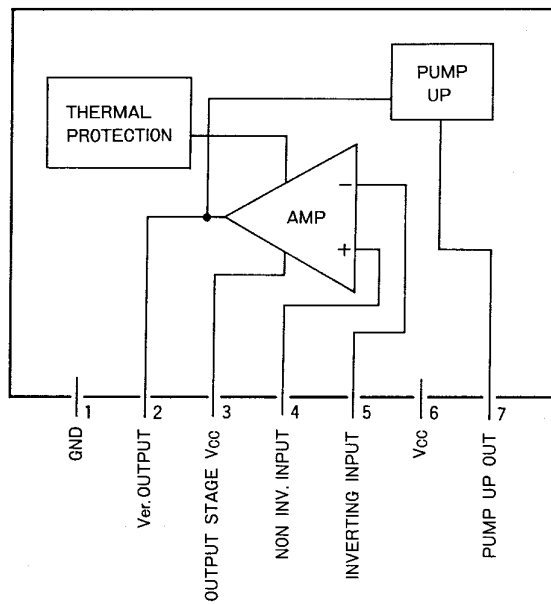 PUMP
UP
THERMAL
PROTECTION
AMP
−
+
1
2
3
4
5
6
7
GND
Ver.OUTPUT
OUTPUT STAGE VCC
NON INV. INPUT
INVERTING INPUT
VCC
PUMP UP OUT